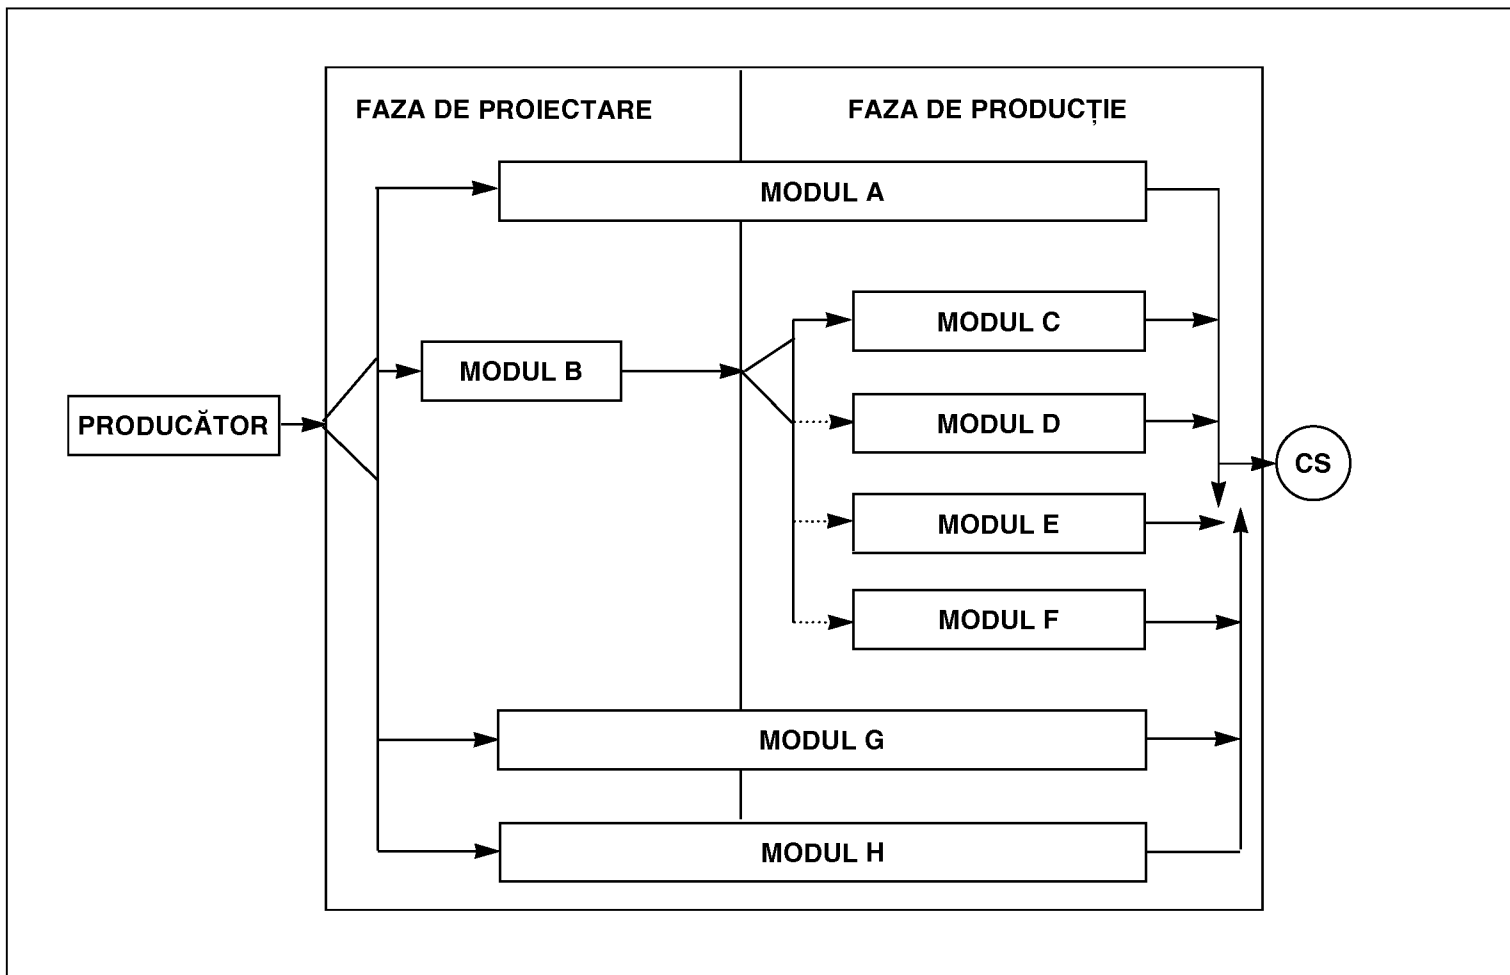 FAZA DE PROIECTARE
FAZA DE PRODUCȚIE
MODUL A
MODUL C
MODUL B
MODUL D
PRODUCĂTOR
CS
MODUL E
MODUL F
MODUL G
MODUL H